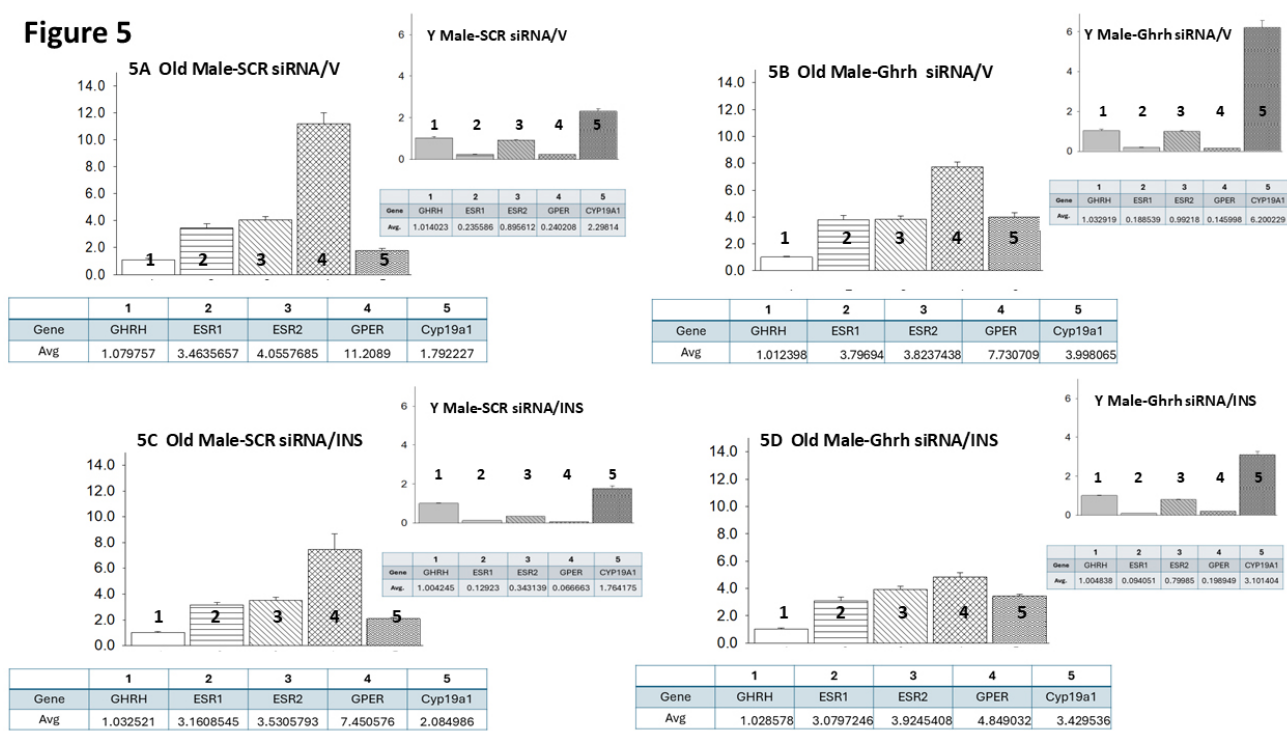 Figure 5
5A Old Male-SCR siRNA/V
14.0
12.0
10.0
8.0
6.0
4.0
2.0
0.0
1 2 3 4 5
Y Male-SCR siRNA/V
6
4
2
0
1 2 3 4 5
1 2 3 4 5
Gene GHRH ESR1 ESR2 GPER CYP19A1
Avg. 1.014023 0.235586 0.895612 0.240208 2.29814
1 2 3 4 5
Gene GHRH ESR1 ESR2 GPER Cyp19a1
Avg 1.079757 3.4635657 4.0557685 11.2089 1.792227
5B Old Male-Ghrh siRNA/V
14.0
12.0
10.0
8.0
6.0
4.0
2.0
0.0
1 2 3 4 5
Y Male-Ghrh siRNA/V
6
4
2
0
1 2 3 4 5
1 2 3 4 5
Gene GHRH ESR1 ESR2 GPER CYP19A1
Avg. 1.032919 0.188539 0.99218 0.145998 6.200229
1 2 3 4 5
Gene GHRH ESR1 ESR2 GPER Cyp19a1
Avg 1.012398 3.79694 3.8237438 7.730709 3.998065
5C Old Male-SCR siRNA/INS
14.0
12.0
10.0
8.0
6.0
4.0
2.0
0.0
1 2 3 4 5
Y Male-SCR siRNA/INS
6
4
2
0
1 2 3 4 5
1 2 3 4 5
Gene GHRH ESR1 ESR2 GPER CYP19A1
Avg. 1.004245 0.12923 0.343139 0.066663 1.764175
1 2 3 4 5
Gene GHRH ESR1 ESR2 GPER Cyp19a1
Avg 1.032521 3.1608545 3.5305793 7.450576 2.084986
5D Old Male-Ghrh siRNA/INS
14.0
12.0
10.0
8.0
6.0
4.0
2.0
0.0
1 2 3 4 5
Y Male-Ghrh siRNA/INS
6
4
2
0
1 2 3 4 5
1 2 3 4 5
Gene GHRH ESR1 ESR2 GPER CYP19A1
Avg. 1.004838 0.094051 0.79985 0.198949 3.101404
1 2 3 4 5
Gene GHRH ESR1 ESR2 GPER Cyp19a1
Avg 1.028578 3.0797246 3.9245408 4.849032 3.429536